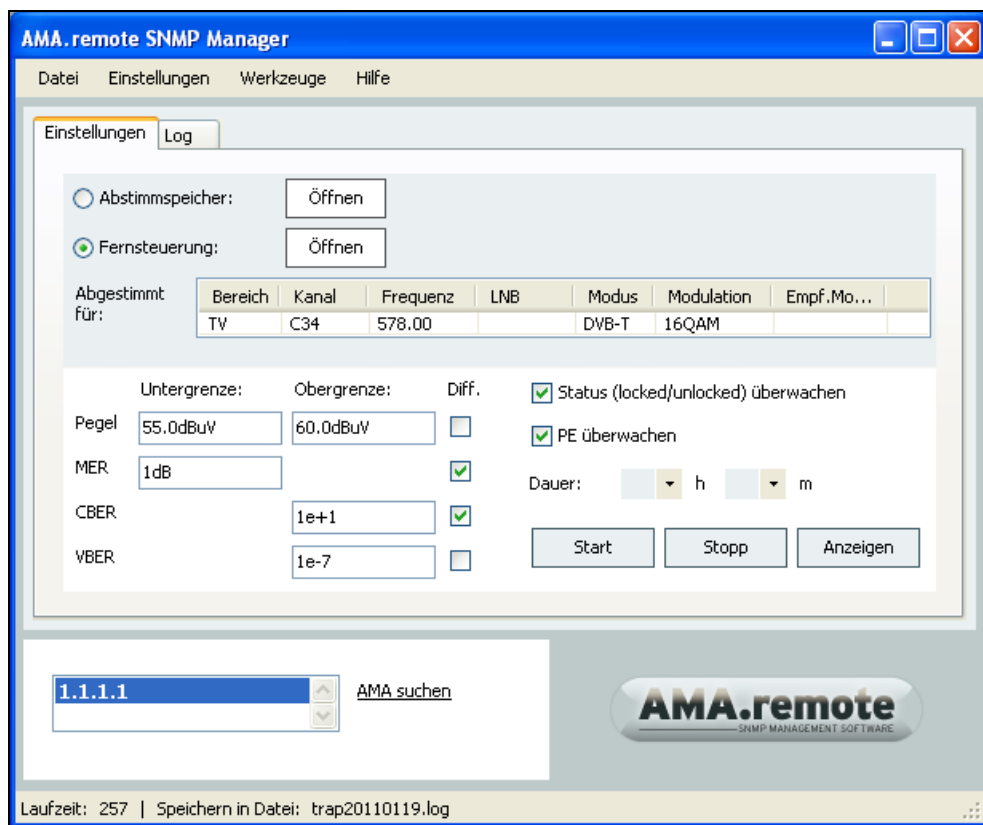 AMA.remote SNMP Manager
Datei Einstellungen Werkzeuge Hilfe
Einstellungen Log
Abstimmspeicher: Öffnen
Fernsteuerung: Öffnen
Abgestimmt für:
Bereich Kanal Frequenz LNB Modus Modulation Empf.Mo...
TV C34 578.00 DVB-T 16QAM
Untergrenze: Obergrenze: Diff.
Status (locked/unlocked) überwachen
Pegel 55.0dBuV 60.0dBuV
PE überwachen
MER 1dB
Dauer: h m
CBER 1e+1
VBER 1e-7
Start Stopp Anzeigen
1.1.1.1
AMA suchen
AMA.remote
SNMP MANAGEMENT SOFTWARE
Laufzeit: 257 | Speichern in Datei: trap20110119.log